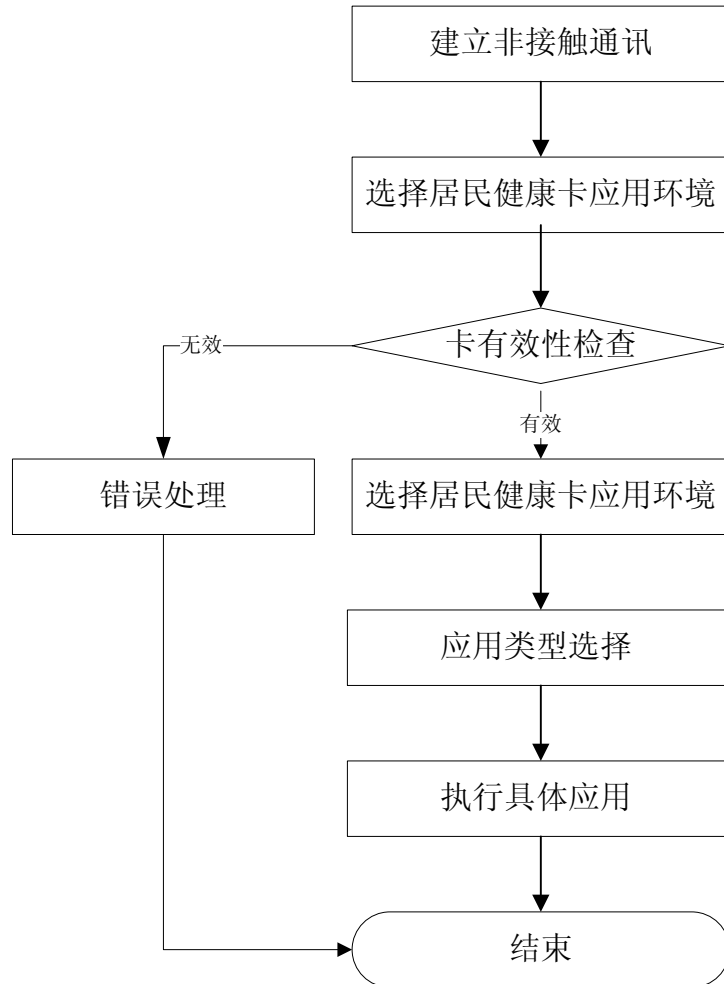 建立非接触通讯
选择居民健康卡应用环境
卡有效性检查
无效
有效
错误处理
选择居民健康卡应用环境
应用类型选择
执行具体应用
结束